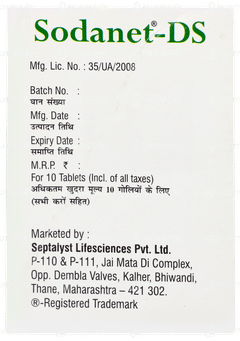 Sodanet®-DS
Mfg. Lic. No. : 35/UA/2008
Batch No. :
घान संख्या
Mfg. Date :
उत्पादन तिथि
Expiry Date :
समाप्ति तिथि
M.R.P. ₹ :
For 10 Tablets (Incl. of all taxes)
अधिकतम खुदरा मूल्य 10 गोलियों के लिए
(सभी करों सहित)
Marketed by :
Septalyst Lifesciences Pvt. Ltd.
P-110 & P-111, Jai Mata Di Complex,
Opp. Dembla Valves, Kalher, Bhiwandi,
Thane, Maharashtra – 421 302.
®-Registered Trademark